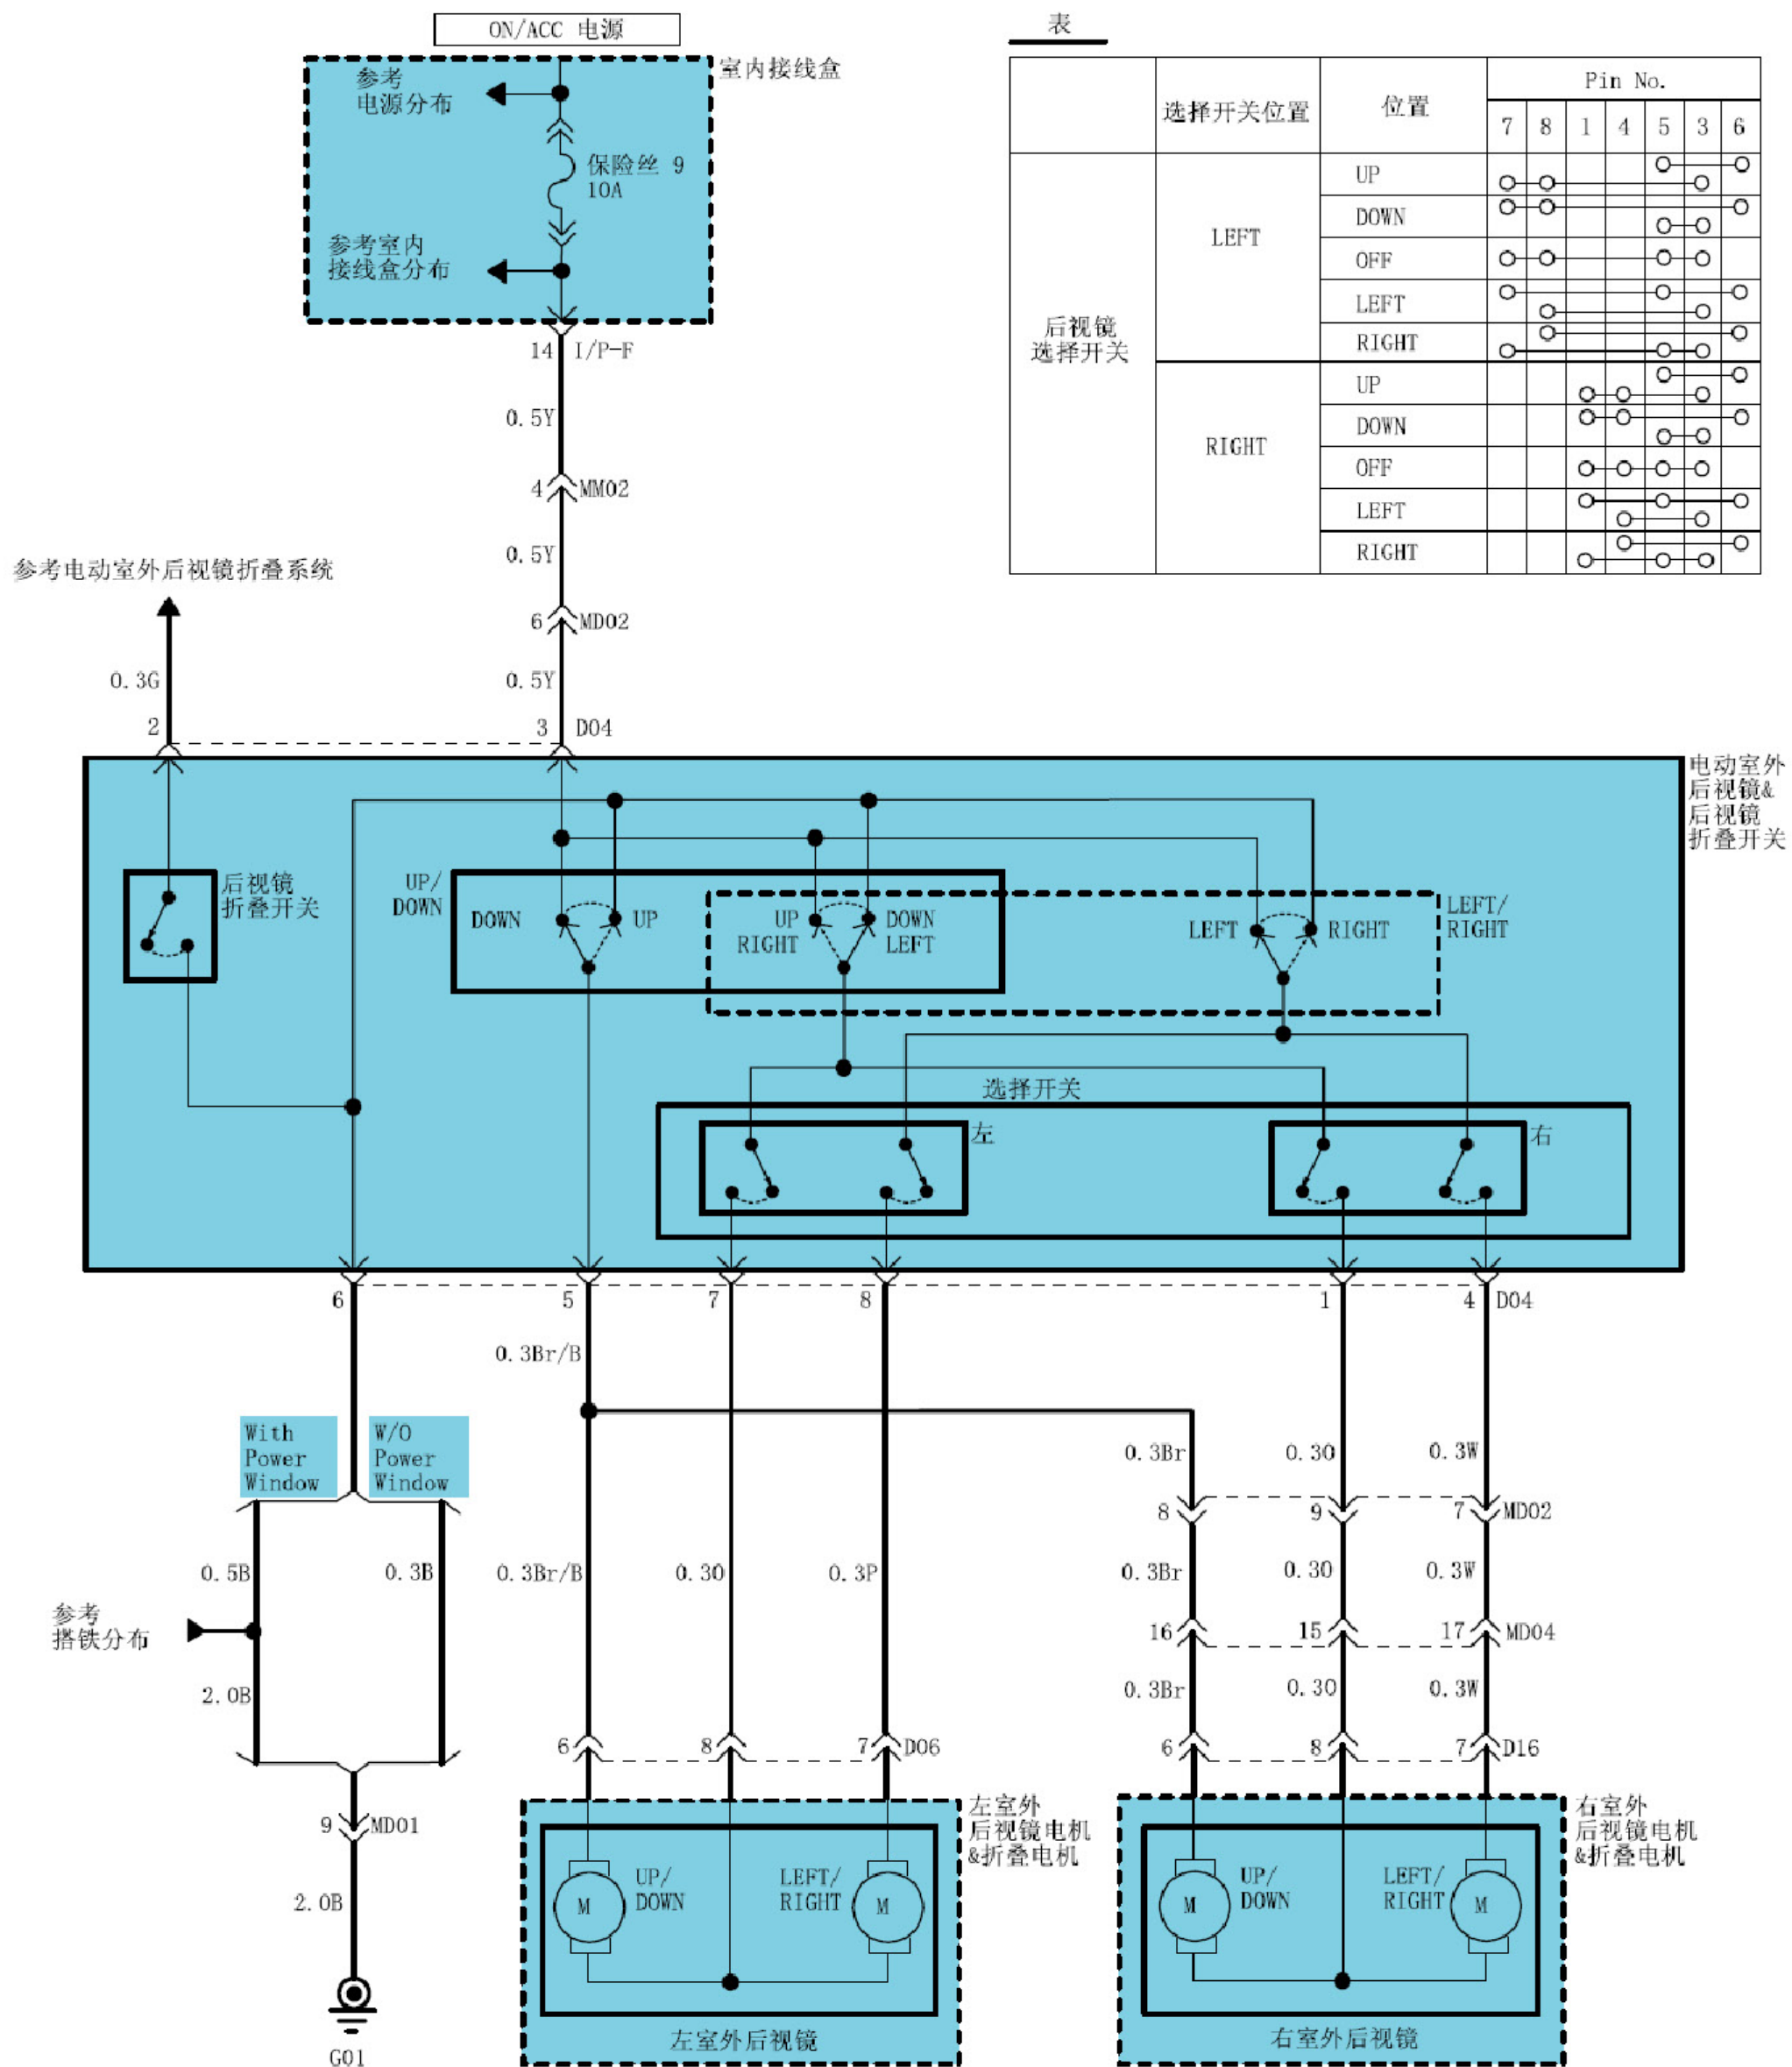 ON/ACC 电源
室内接线盒
参考
电源分布
保险丝 9
10A
参考室内
接线盒分布
14 I/P-F
0.5Y
4 MM02
0.5Y
6 MD02
0.5Y
3 D04
参考电动室外后视镜折叠系统
0.3G
2
表
选择开关位置 位置 Pin No.
7 8 1 4 5 3 6
后视镜
选择开关
LEFT
UP
DOWN
OFF
LEFT
RIGHT
RIGHT
UP
DOWN
OFF
LEFT
RIGHT
电动室外
后视镜&
后视镜
折叠开关
后视镜
折叠开关
UP/
DOWN
DOWN UP
UP DOWN
RIGHT LEFT
LEFT RIGHT
LEFT/
RIGHT
选择开关
左
右
6 5 7 8 1 4 D04
0.3Br/B
With
Power
Window
W/O
Power
Window
0.3Br 0.3O 0.3W
8 9 7 MD02
0.5B 0.3B 0.3Br/B 0.3O 0.3P 0.3Br 0.3O 0.3W
参考
搭铁分布
16 15 17 MD04
2.0B 0.3Br 0.3O 0.3W
6 8 7 D06
6 8 7 D16
9 MD01
2.0B
G01
左室外
后视镜电机
&折叠电机
UP/
DOWN
LEFT/
RIGHT
M M
左室外后视镜
右室外
后视镜电机
&折叠电机
UP/
DOWN
LEFT/
RIGHT
M M
右室外后视镜